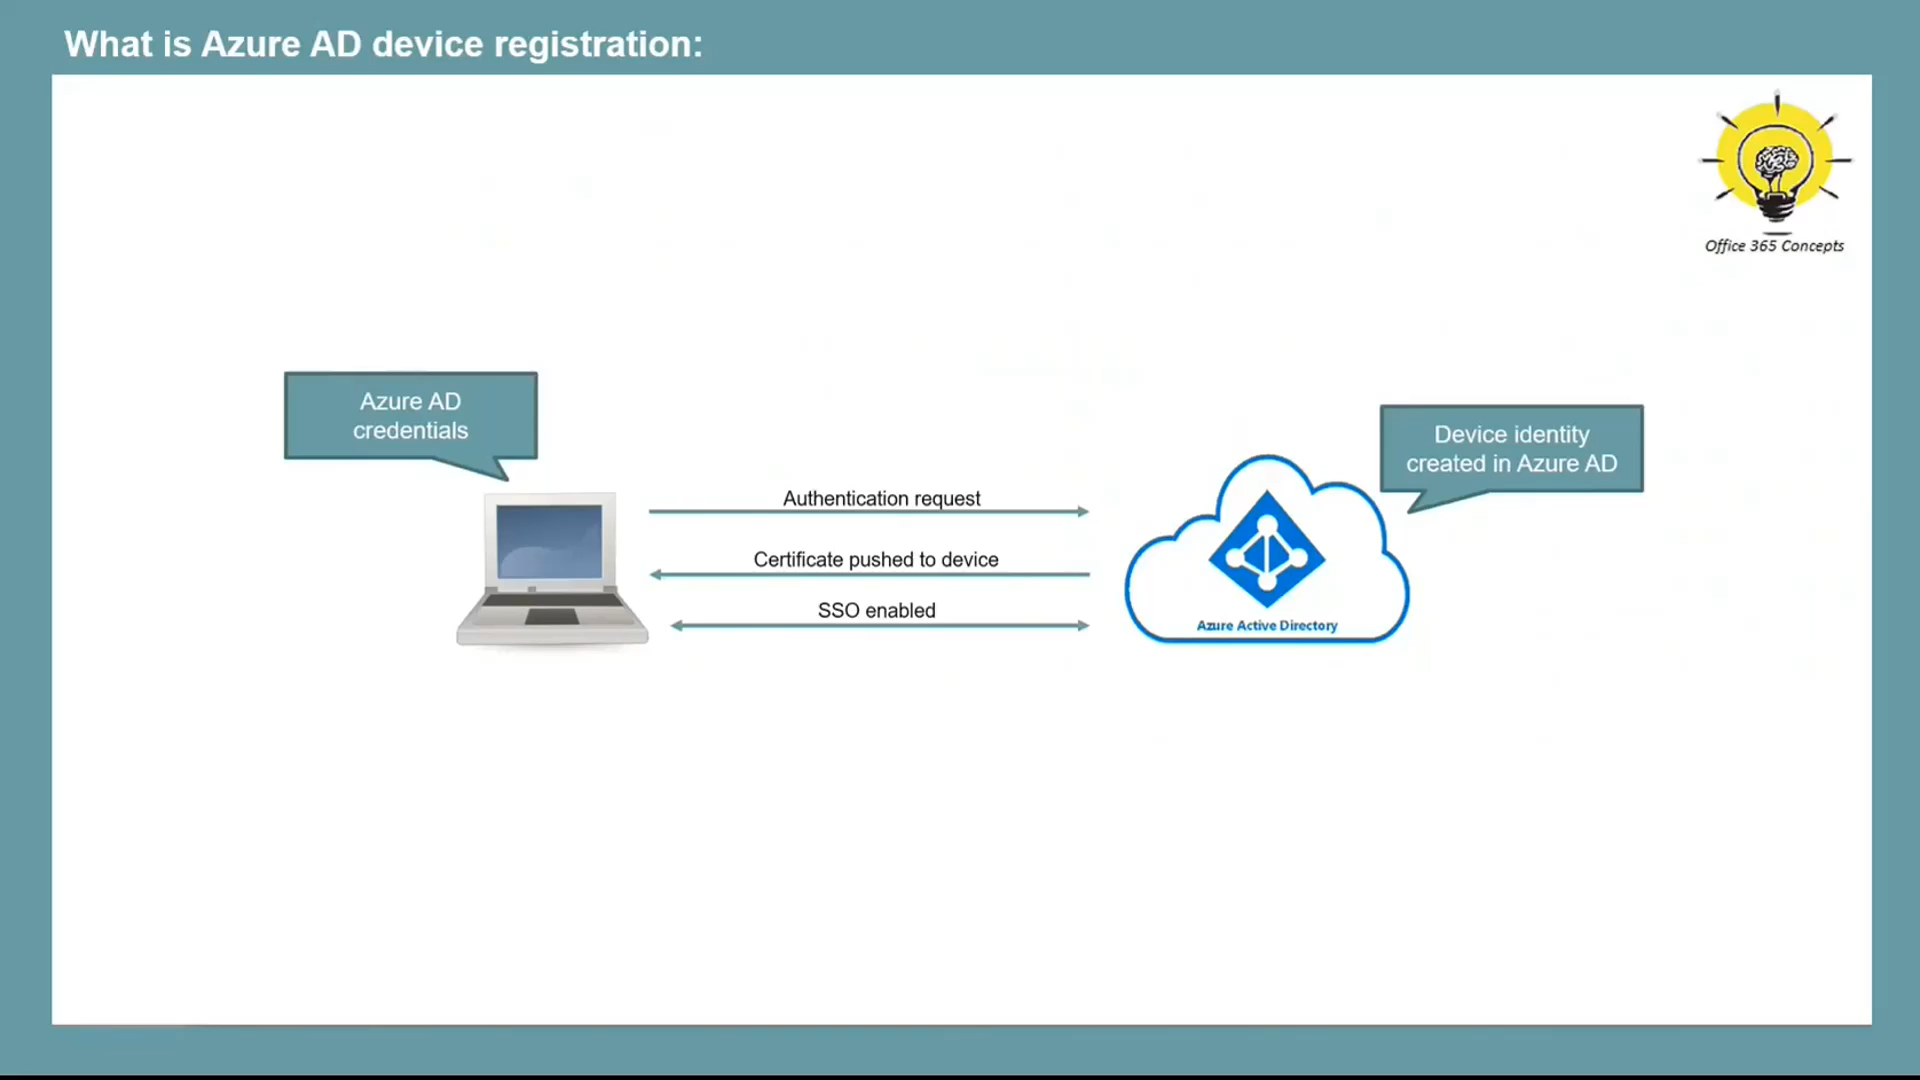 What is Azure AD device registration:
Office 365 Concepts
Azure AD
credentials
Device identity
created in Azure AD
Authentication request
Certificate pushed to device
SSO enabled
Azure Active Directory